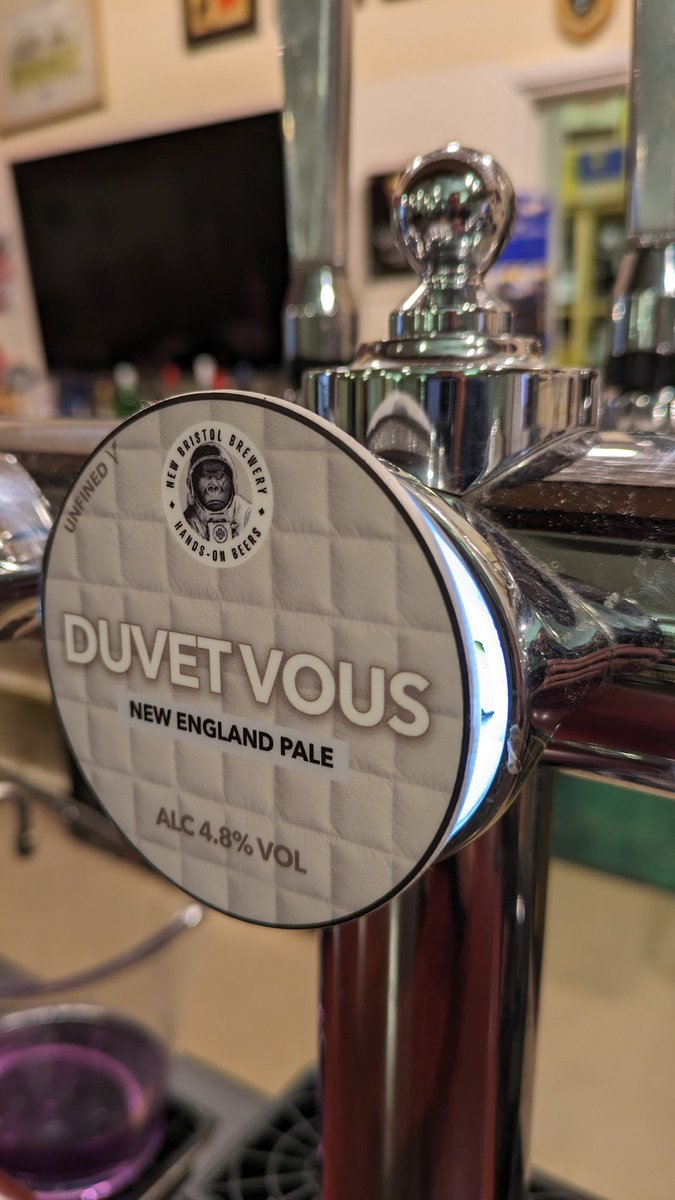 UNFINED V
NEW BRISTOL BREWERY
HANDS-ON BEERS
DUVET VOUS
NEW ENGLAND PALE
ALC 4.8% VOL